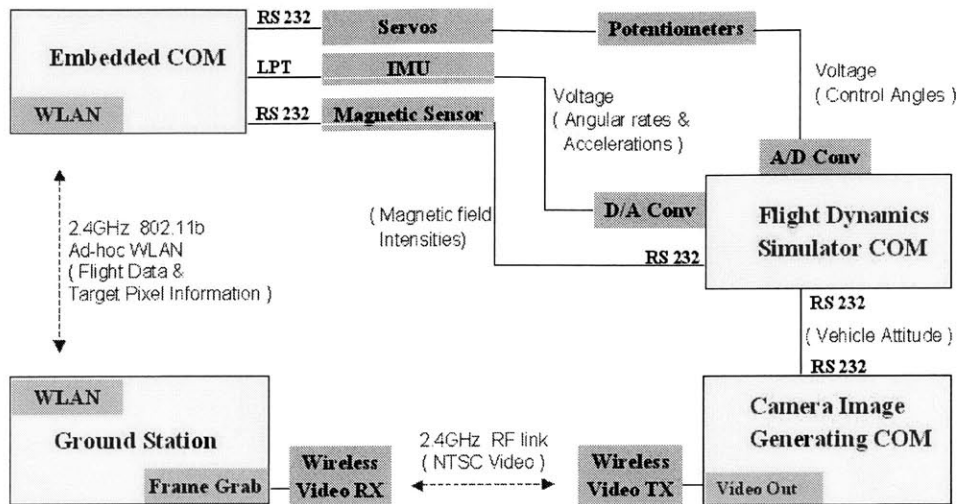 RS 232
Servos
Potentiometers
Embedded COM
LPT
IMU
Voltage
( Control Angles )
WLAN
RS 232
Magnetic Sensor
Voltage
( Angular rates &
Accelerations )
A/D Conv
2.4GHz 802.11b
Ad-hoc WLAN
( Flight Data &
Target Pixel Information )
( Magnetic field
Intensities)
D/A Conv
Flight Dynamics
Simulator COM
RS 232
RS 232
( Vehicle Attitude )
RS 232
WLAN
Ground Station
Frame Grab
Wireless
Video RX
2.4GHz RF link
( NTSC Video )
Wireless
Video TX
Camera Image
Generating COM
Video Out